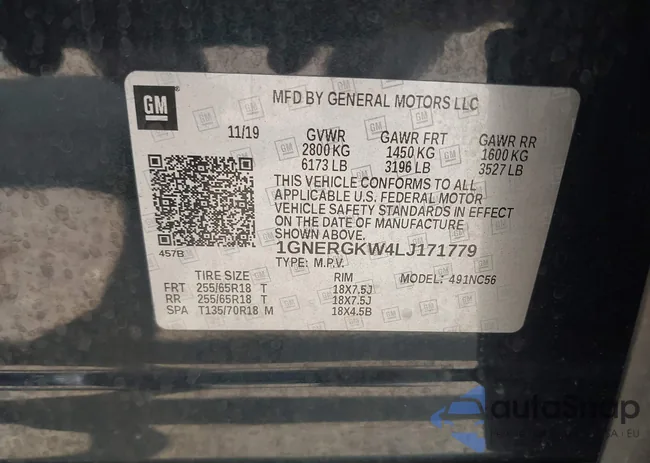 GM
MFD BY GENERAL MOTORS LLC
11/19 GVWR GAWR FRT GAWR RR
2800 KG 1450 KG 1600 KG
6173 LB 3196 LB 3527 LB
THIS VEHICLE CONFORMS TO ALL
APPLICABLE U.S. FEDERAL MOTOR
VEHICLE SAFETY STANDARDS IN EFFECT
ON THE DATE OF MANUFACTURE
SHOWN ABOVE.
457B
1GNERGKW4LJ171779
TYPE: M.P.V. MODEL: 491NC56
TIRE SIZE RIM
FRT 255/65R18 T 18X7.5J
RR 255/65R18 T 18X7.5J
SPA T135/70R18 M 18X4.5B
autoSnap